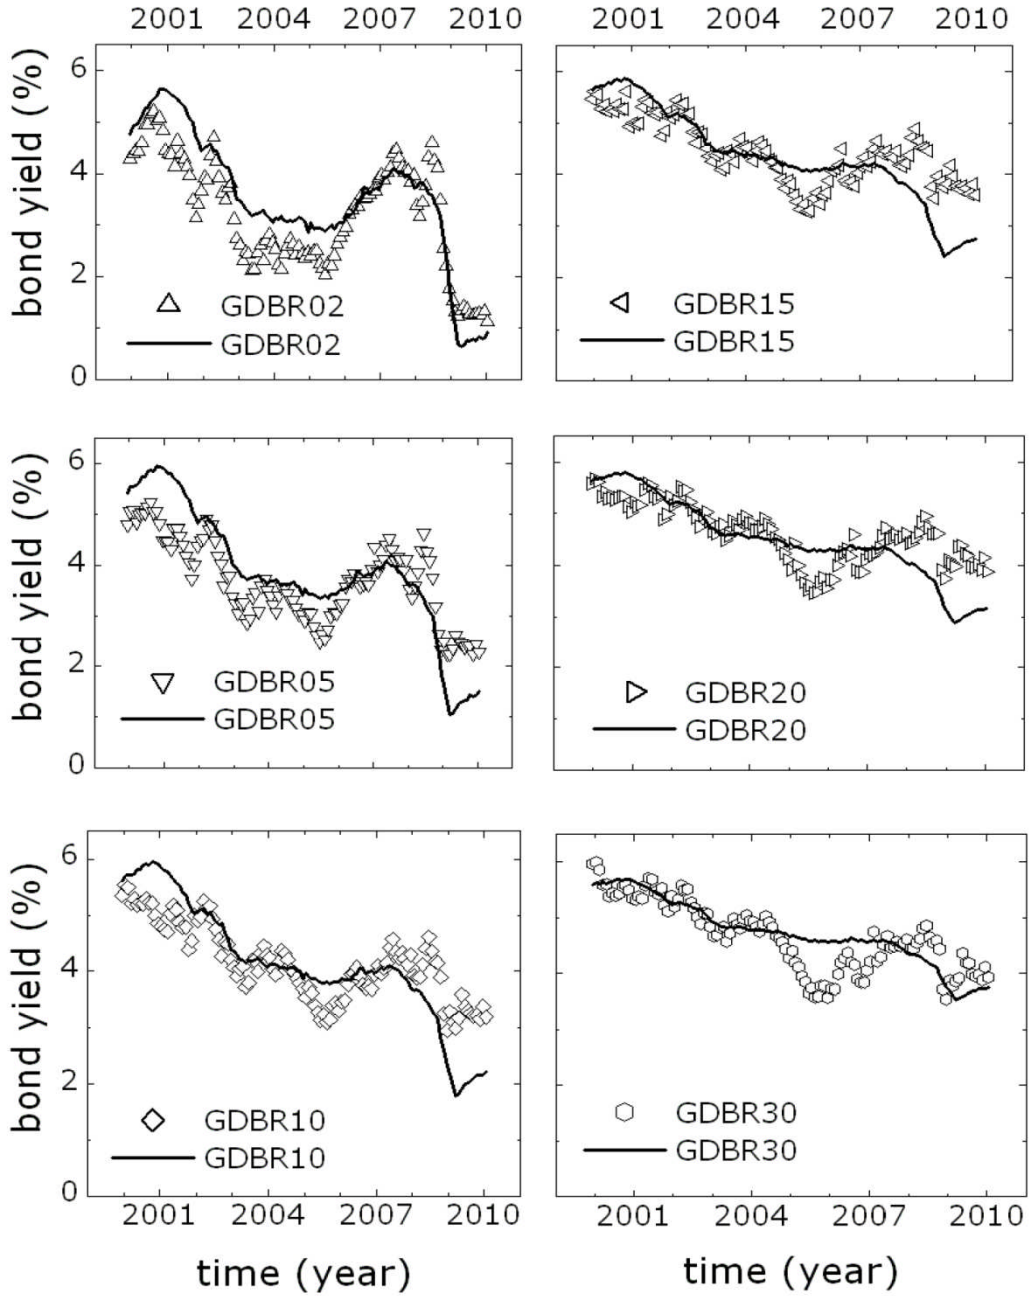 2001 2004 2007 2010
2001 2004 2007 2010
bond yield (%)
6
4
2
0
GDBR02
GDBR02
GDBR15
GDBR15
bond yield (%)
6
4
2
0
GDBR05
GDBR05
GDBR20
GDBR20
bond yield (%)
6
4
2
0
GDBR10
GDBR10
GDBR30
GDBR30
2001 2004 2007 2010
2001 2004 2007 2010
time (year)
time (year)